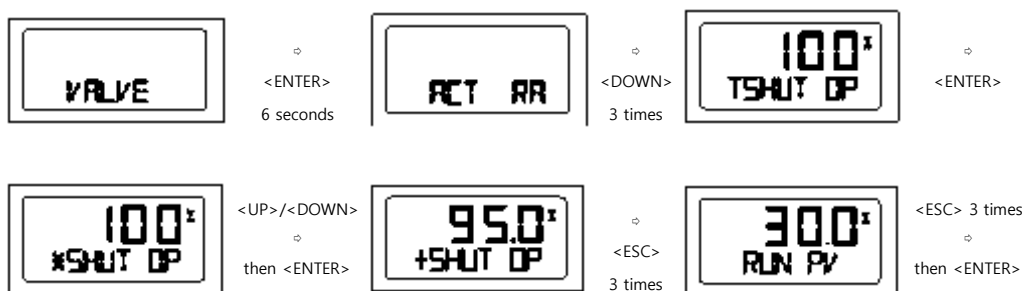 VALVE
⇨
<ENTER>
6 seconds
ACT RA
⇨
<DOWN>
3 times
100%
TSHUT OP
⇨
<ENTER>
100%
*SHUT OP
<UP>/<DOWN>
⇨
then <ENTER>
95.0%
+SHUT OP
⇨
<ESC>
3 times
30.0%
RUN PV
<ESC> 3 times
⇨
then <ENTER>